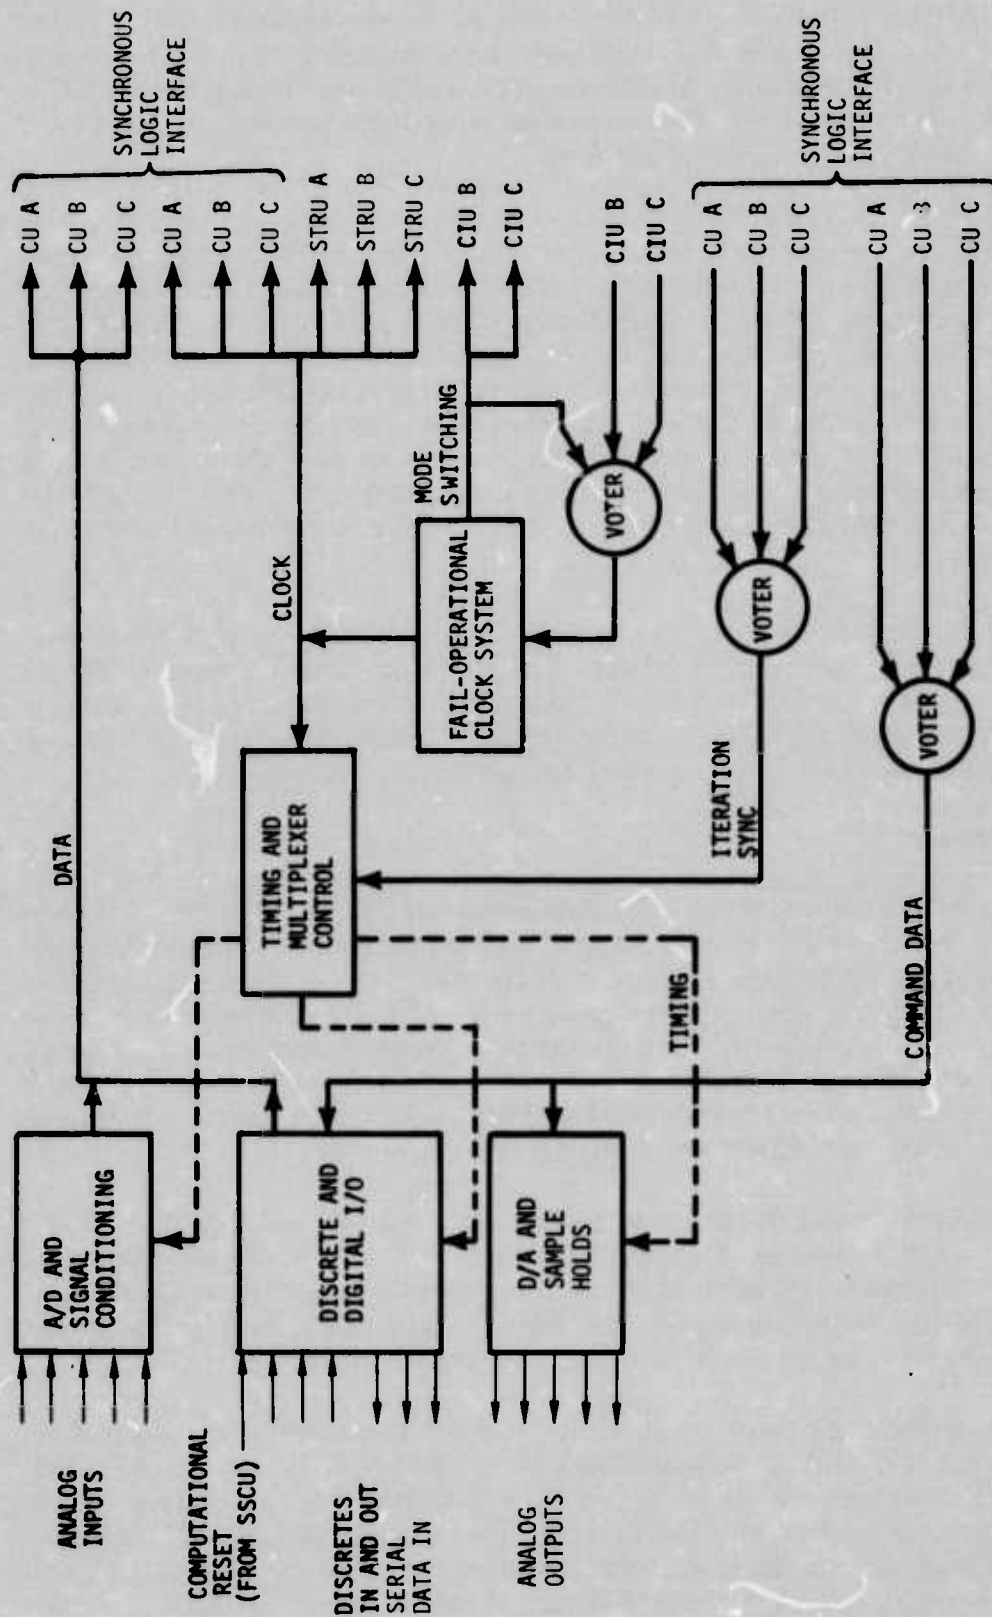 ANALOG
INPUTS
COMPUTATIONAL
RESET
(FROM SSCU)
DISCRETES
IN AND OUT
SERIAL
DATA IN
ANALOG
OUTPUTS
A/D AND
SIGNAL
CONDITIONING
DISCRETE AND
DIGITAL I/O
D/A AND
SAMPLE
HOLDS
DATA
TIMING AND
MULTIPLEXER
CONTROL
TIMING
COMMAND DATA
CLOCK
FAIL-OPERATIONAL
CLOCK SYSTEM
MODE
SWITCHING
ITERATION
SYNC
VOTER
VOTER
VOTER
CU A
CU B
CU C
CU A
CU B
CU C
STRU A
STRU B
STRU C
CIU B
CIU C
CIU B
CIU C
CU A
CU B
CU C
CU A
CU B
CU C
SYNCHRONOUS
LOGIC
INTERFACE
SYNCHRONOUS
LOGIC
INTERFACE